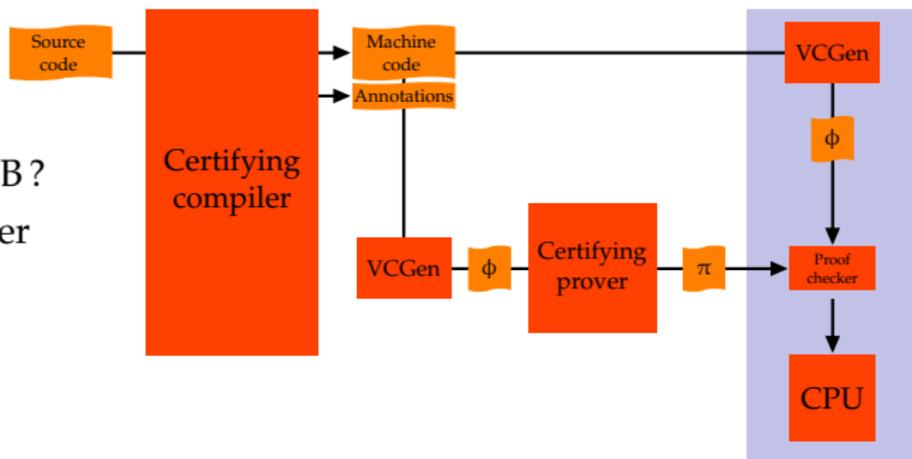 Source
code
Machine
code
Annotations
VCGen
ϕ
B ?
er
Certifying
compiler
VCGen
ϕ
Certifying
prover
π
Proof
checker
CPU